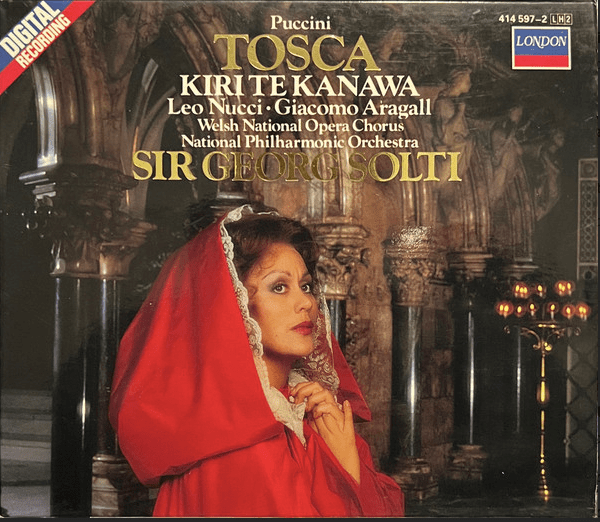 DIGITAL
RECORDING
Puccini
414 597-2 LH2
TOSCA
LONDON
KIRI TE KANAWA
Leo Nucci · Giacomo Aragall
Welsh National Opera Chorus
National Philharmonic Orchestra
SIR GEORG SOLTI